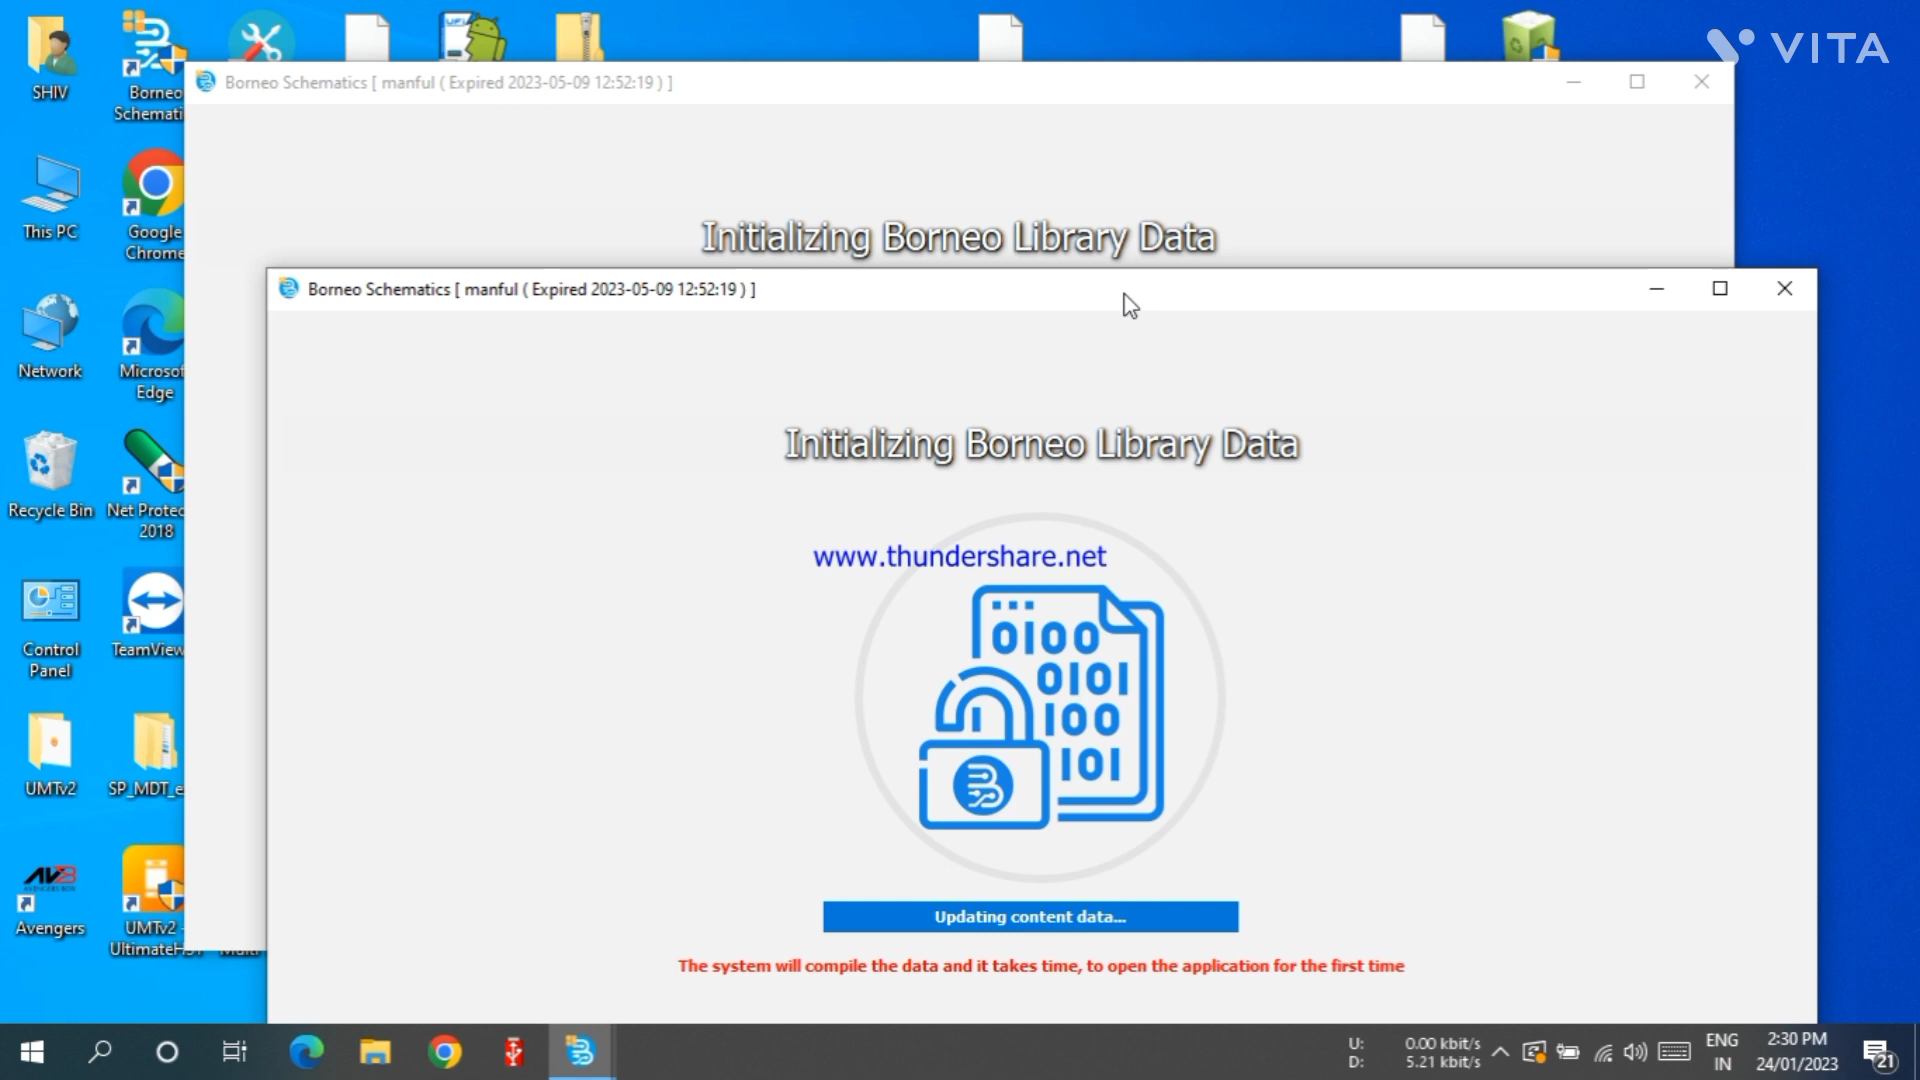 VITA
SHIV
Borneo
Schemati
Borneo Schematics [ manful ( Expired 2023-05-09 12:52:19 ) ]
This PC
Google
Chrome
Initializing Borneo Library Data
Borneo Schematics [ manful ( Expired 2023-05-09 12:52:19 ) ]
Network
Microsof
Edge
Initializing Borneo Library Data
Recycle Bin
Net Protec
2018
www.thundershare.net
0100
0101
100
101
Control
Panel
TeamView
UMTv2
SP_MDT_e
Avengers
UMTv2 -
Updating content data...
The system will compile the data and it takes time, to open the application for the first time
U: 0.00 kbit/s
D: 5.21 kbit/s
ENG
IN
2:30 PM
24/01/2023
21